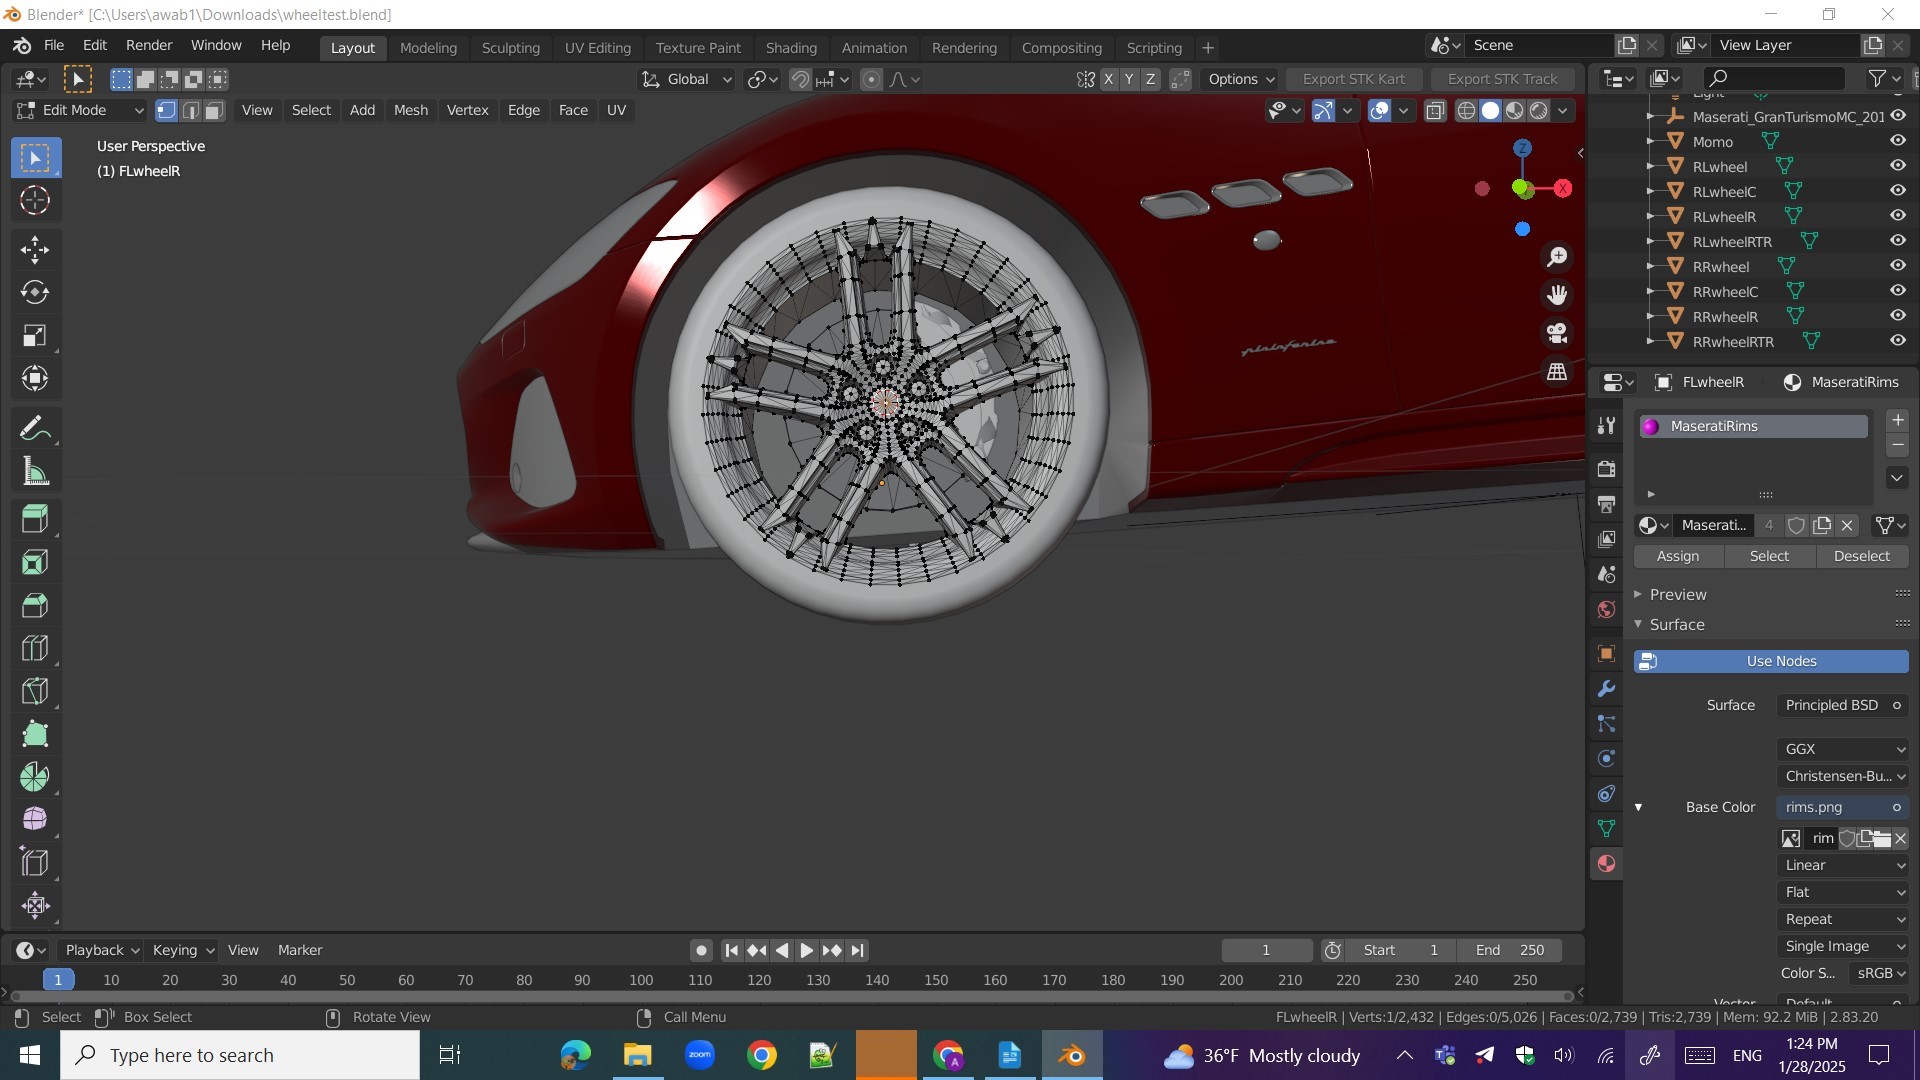 Blender* [C:\Users\awab1\Downloads\wheeltest.blend]
File Edit Render Window Help Layout Modeling Sculpting UV Editing Texture Paint Shading Animation Rendering Compositing Scripting + Scene View Layer
Global X Y Z Options Export STK Kart Export STK Track
Edit Mode View Select Add Mesh Vertex Edge Face UV
User Perspective
(1) FLwheelR
Z
X
pininfarina
Light
Maserati_GranTurismoMC_201
Momo
RLwheel
RLwheelC
RLwheelR
RLwheelRTR
RRwheel
RRwheelC
RRwheelR
RRwheelRTR
FLwheelR MaseratiRims
MaseratiRims
Maserati... 4
Assign Select Deselect
Preview
Surface
Use Nodes
Surface Principled BSD
GGX
Christensen-Bu...
Base Color rims.png
rim
Linear
Flat
Repeat
Single Image
Color S... sRGB
Vector Default
Playback Keying View Marker 1 Start 1 End 250
1 10 20 30 40 50 60 70 80 90 100 110 120 130 140 150 160 170 180 190 200 210 220 230 240 250
Select Box Select Rotate View Call Menu FLwheelR | Verts:1/2,432 | Edges:0/5,026 | Faces:0/2,739 | Tris:2,739 | Mem: 92.2 MiB | 2.83.20
Type here to search zoom A 36°F Mostly cloudy ENG 1:24 PM
1/28/2025